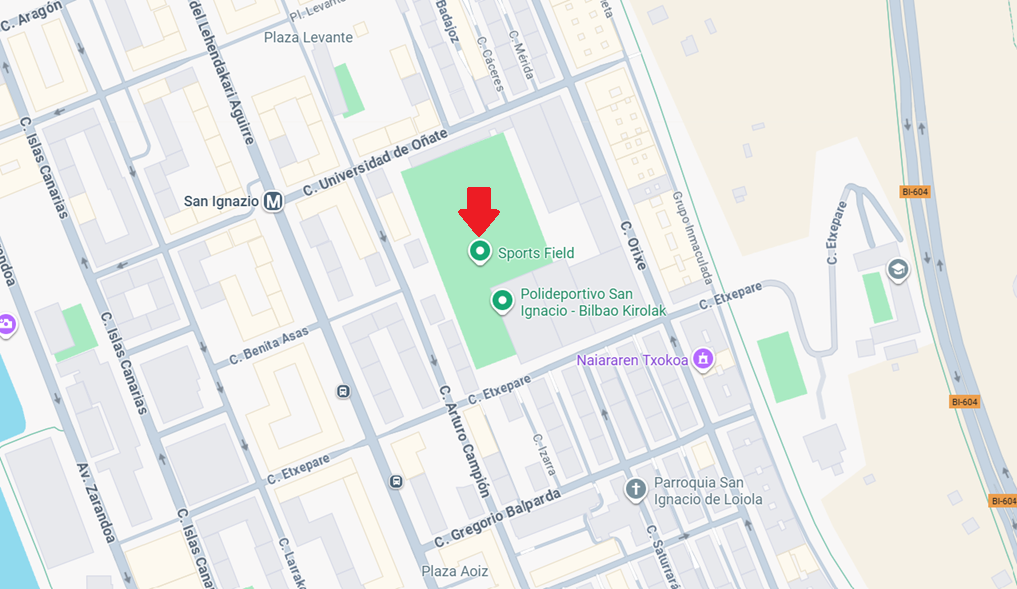 C. Aragón
del Lehendakari Aguirre
Pl. Levante
Plaza Levante
Badajoz
C. Cáceres
C. Mérida
C. Islas Canarias
C. Universidad de Oñate
San Ignazio
M
BI-604
Grupo Inmaculada
C. Orixe
C. Etxepare
Sports Field
Polideportivo San
Ignacio - Bilbao Kirolak
C. Etxepare
C. Islas Canarias
C. Benita Asas
Naiararen Txokoa
C. Etxepare
BI-604
C. Arturo Campión
C. Izarra
C. Etxepare
Av. Zarandoa
Parroquia San
Ignacio de Loiola
BI-604
C. Gregorio Balparda
C. Islas Cana
C. Larrak
C. Saturrará
Plaza Aoiz